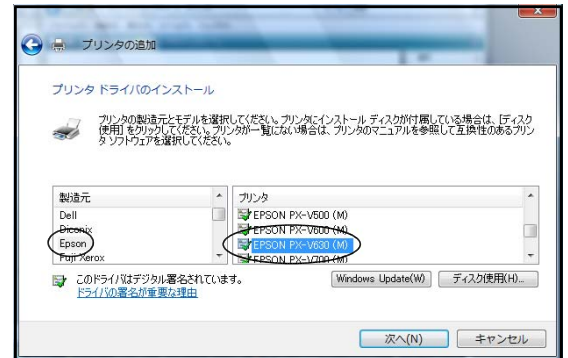 プリンタの追加
プリンタ ドライバのインストール
プリンタの製造元とモデルを選択してください。プリンタにインストール ディスクが付属している場合は、[ディスク
使用] をクリックしてください。プリンタが一覧にない場合は、プリンタのマニュアルを参照して互換性のあるプリン
タ ソフトウェアを選択してください。
製造元
プリンタ
Dell
EPSON PX-V500 (M)
Diconix
EPSON PX-V600 (M)
Epson
EPSON PX-V630 (M)
Fuji Xerox
EPSON PX-V700 (M)
このドライバはデジタル署名されています。
Windows Update(W)
ディスク使用(H)...
ドライバの署名が重要な理由
次へ(N)
キャンセル